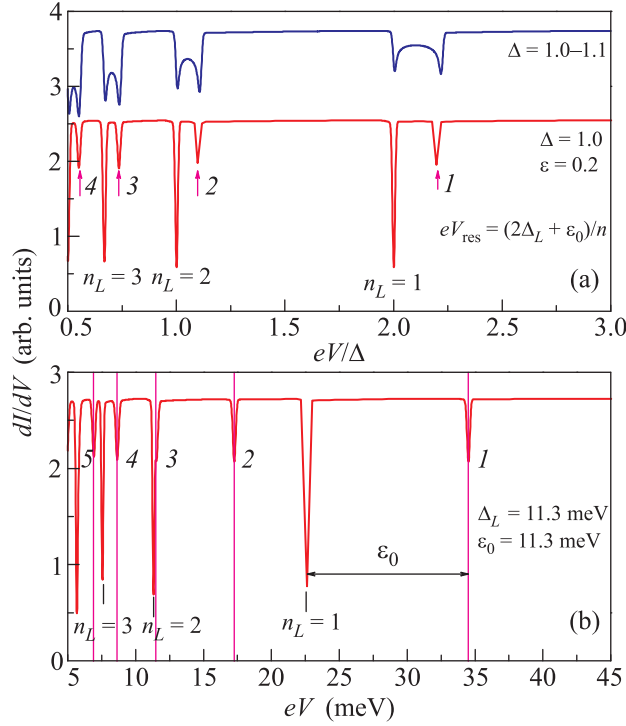 4
3
2
1
0
Δ = 1.0–1.1
Δ = 1.0
ε = 0.2
4
3
2
1
eV_res = (2Δ_L + ε_0)/n
n_L = 3
n_L = 2
n_L = 1
(a)
0.5
1.0
1.5
2.0
2.5
3.0
eV/Δ
dI/dV (arb. units)
3
2
1
0
5
4
3
2
1
Δ_L = 11.3 meV
ε_0 = 11.3 meV
ε_0
n_L = 3
n_L = 2
n_L = 1
(b)
5
10
15
20
25
30
35
40
45
eV (meV)